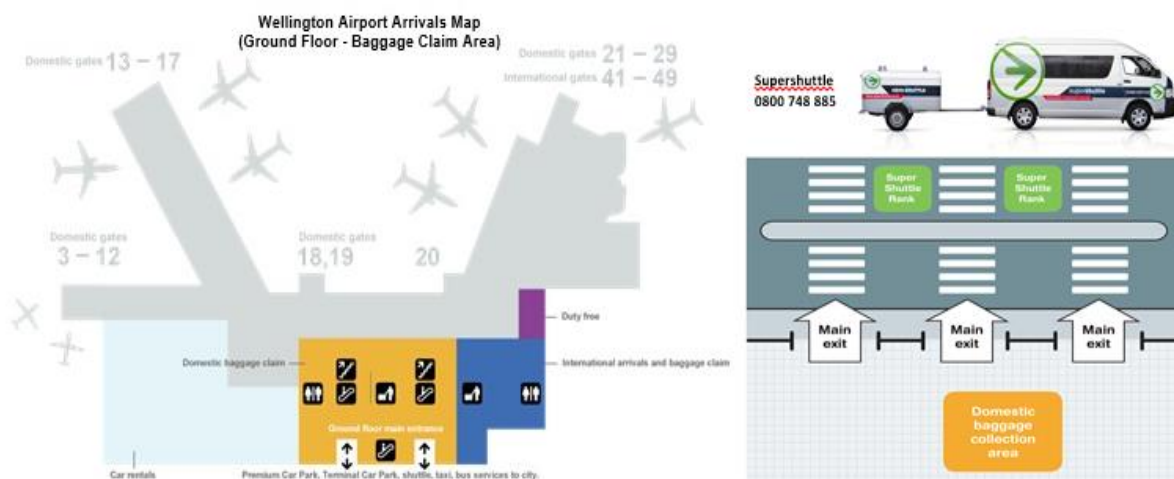 Wellington Airport Arrivals Map
(Ground Floor - Baggage Claim Area)
Domestic gates 13 – 17
Domestic gates 21 – 29
International gates 41 – 49
Domestic gates
3 – 12
Domestic gates
18,19
20
Duty free
Domestic baggage claim
International arrivals and baggage claim
Ground floor main entrance
Car rentals
Premium Car Park, Terminal Car Park, shuttle, taxi, bus services to city.
Supershuttle
0800 748 885
Super
Shuttle
Rank
Super
Shuttle
Rank
Main
exit
Main
exit
Main
exit
Domestic
baggage
collection
area